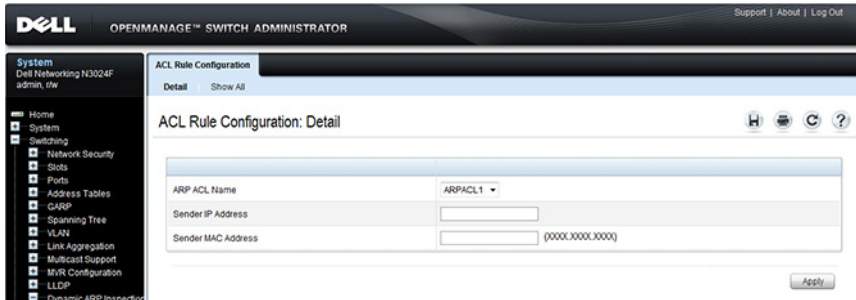 Support | About | Log Out
DELL OPENMANAGE™ SWITCH ADMINISTRATOR
System
Dell Networking N3024F
admin, r/w
Home
System
Switching
Network Security
Slots
Ports
Address Tables
GARP
Spanning Tree
VLAN
Link Aggregation
Multicast Support
MVR Configuration
LLDP
Dynamic ARP Inspection
ACL Rule Configuration
Detail Show All
ACL Rule Configuration: Detail
ARP ACL Name ARPACL1
Sender IP Address
Sender MAC Address (XXXX.XXXX.XXXX)
Apply